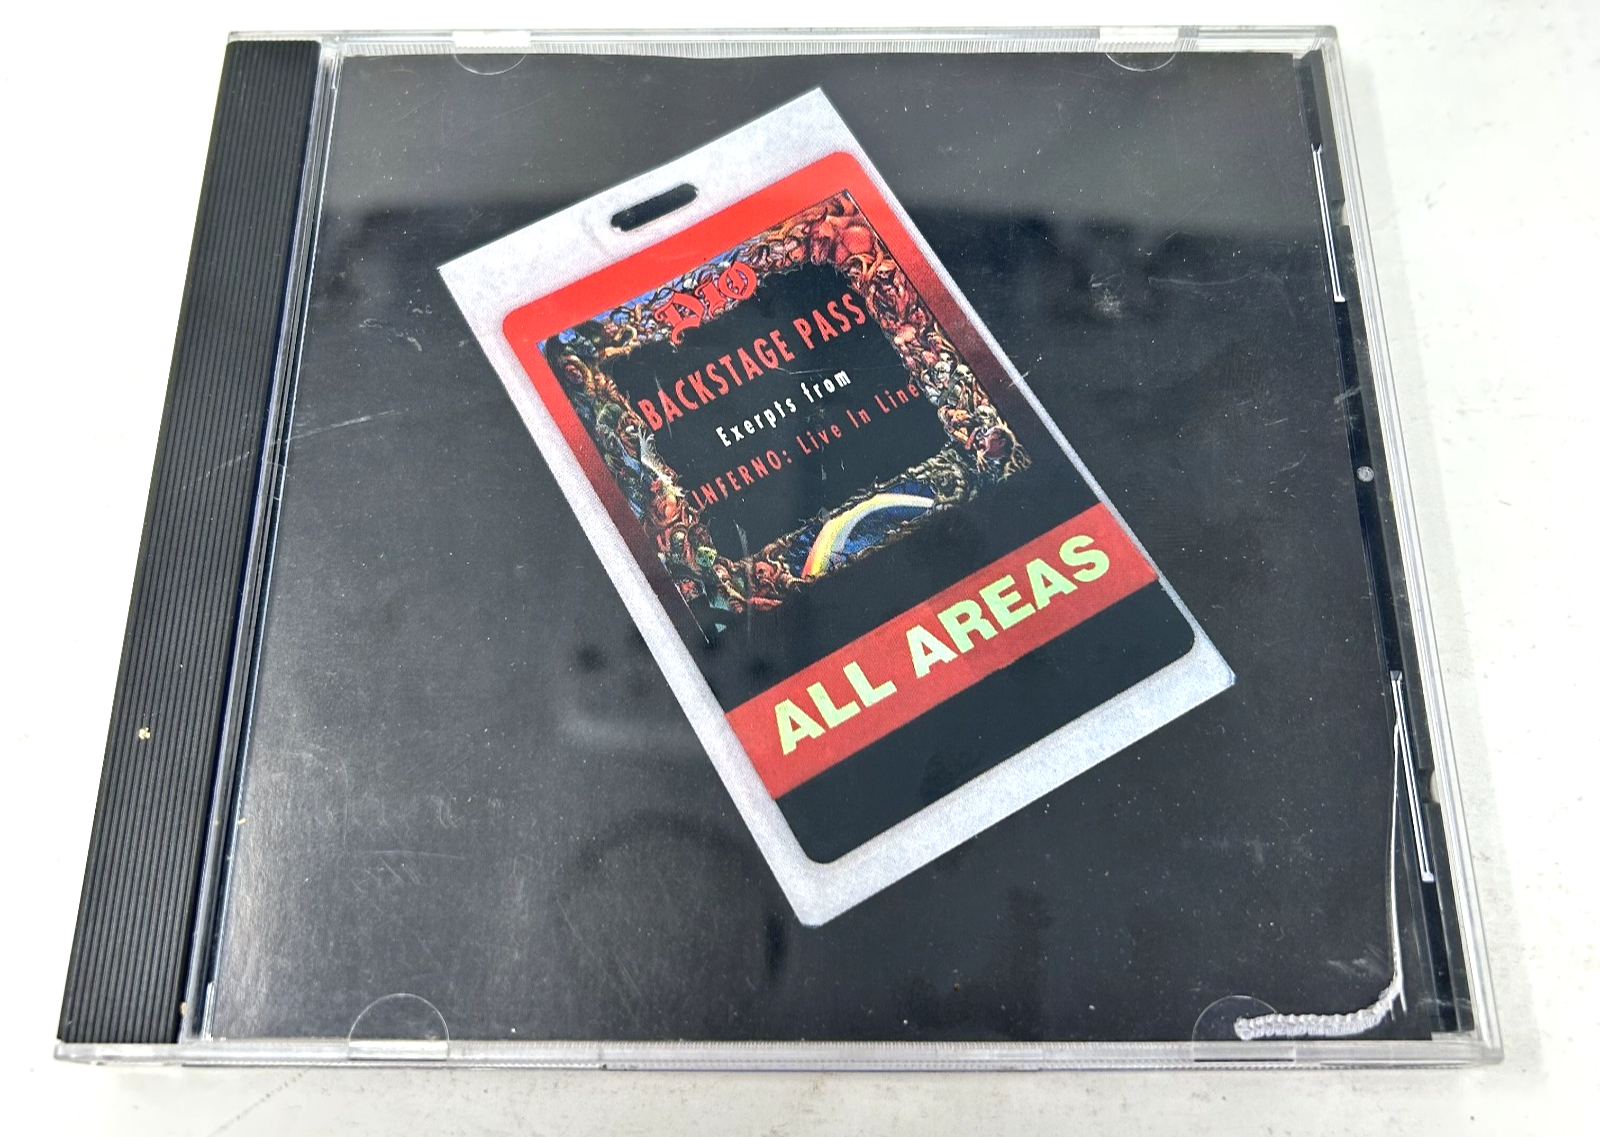 DIO
BACKSTAGE PASS
Exerpts from
INFERNO: Live In Line
ALL AREAS